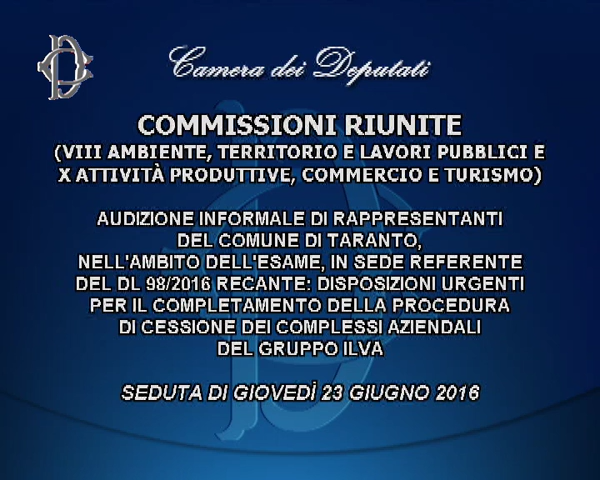 Camera dei Deputati
COMMISSIONI RIUNITE
(VIII AMBIENTE, TERRITORIO E LAVORI PUBBLICI E
X ATTIVITÀ PRODUTTIVE, COMMERCIO E TURISMO)
AUDIZIONE INFORMALE DI RAPPRESENTANTI
DEL COMUNE DI TARANTO,
NELL'AMBITO DELL'ESAME, IN SEDE REFERENTE
DEL DL 98/2016 RECANTE: DISPOSIZIONI URGENTI
PER IL COMPLETAMENTO DELLA PROCEDURA
DI CESSIONE DEI COMPLESSI AZIENDALI
DEL GRUPPO ILVA
SEDUTA DI GIOVEDÌ 23 GIUGNO 2016